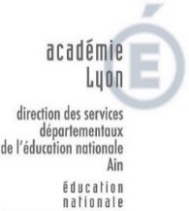 académie
Lyon
É
direction des services
départementaux
de l'éducation nationale
Ain
éducation
nationale